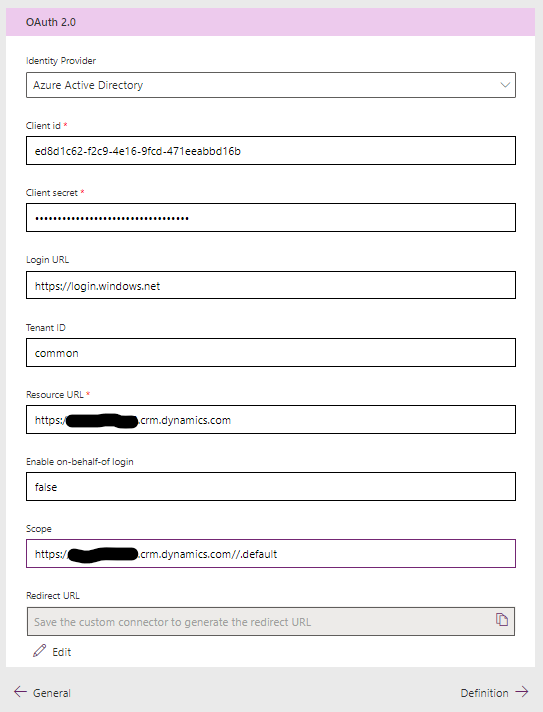 OAuth 2.0
Identity Provider
Azure Active Directory
Client id *
ed8d1c62-f2c9-4e16-9fcd-471eeabbd16b
Client secret *
••••••••••••••••••••••••••••••••••
Login URL
https://login.windows.net
Tenant ID
common
Resource URL *
https:/ .crm.dynamics.com
Enable on-behalf-of login
false
Scope
https:/ .crm.dynamics.com//.default
Redirect URL
Save the custom connector to generate the redirect URL
Edit
General
Definition